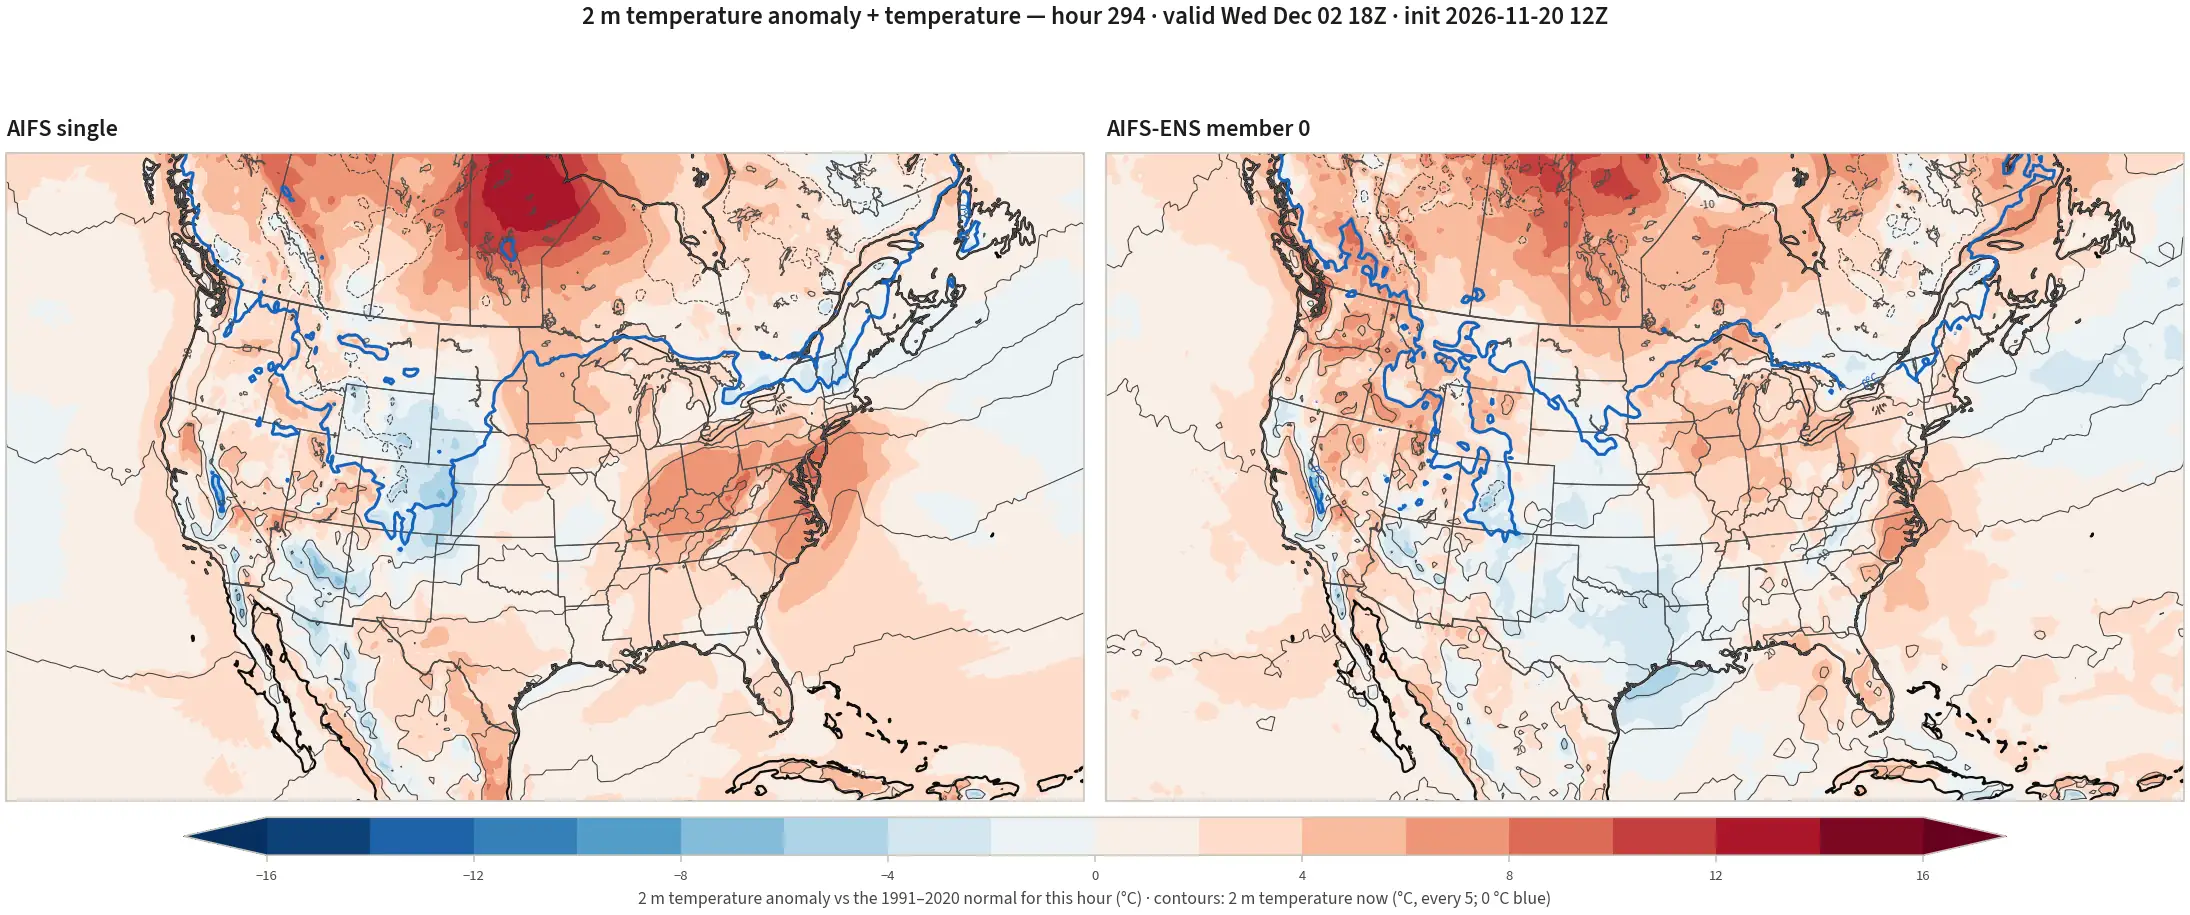 2 m temperature anomaly + temperature — hour 294 · valid Wed Dec 02 18Z · init 2026-11-20 12Z
AIFS single
AIFS-ENS member 0
-10
−16 −12 −8 −4 0 4 8 12 16
2 m temperature anomaly vs the 1991–2020 normal for this hour (°C) · contours: 2 m temperature now (°C, every 5; 0 °C blue)